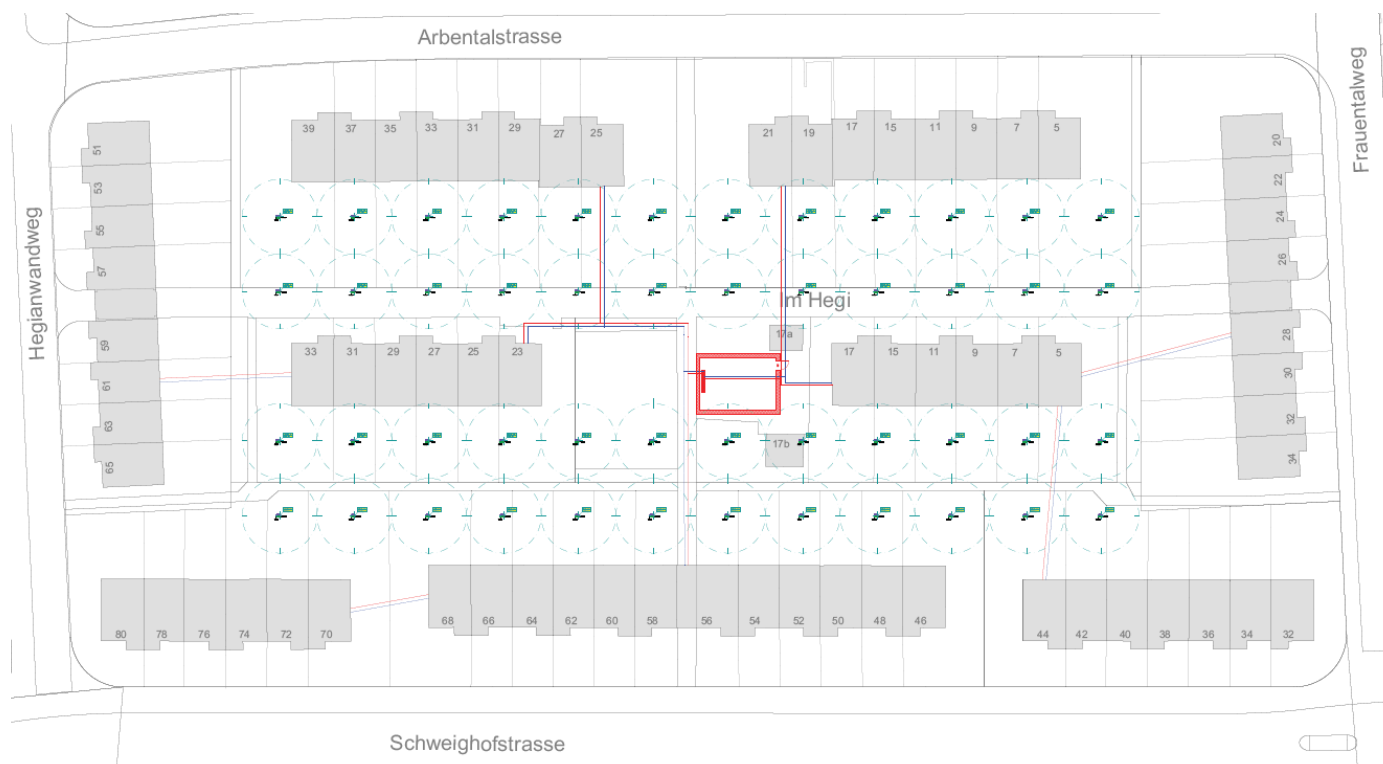 Arbentalstrasse
Frauentalweg
Hegianwandweg
39 37 35 33 31 29 27 25
21 19 17 15 11 9 7 5
51
53
55
57
59
61
63
65
20
22
24
26
28
30
32
34
Im Hegi
17a
33 31 29 27 25 23
17 15 11 9 7 5
17b
80 78 76 74 72 70
68 66 64 62 60 58 56 54 52 50 48 46
44 42 40 38 36 34 32
Schweighofstrasse